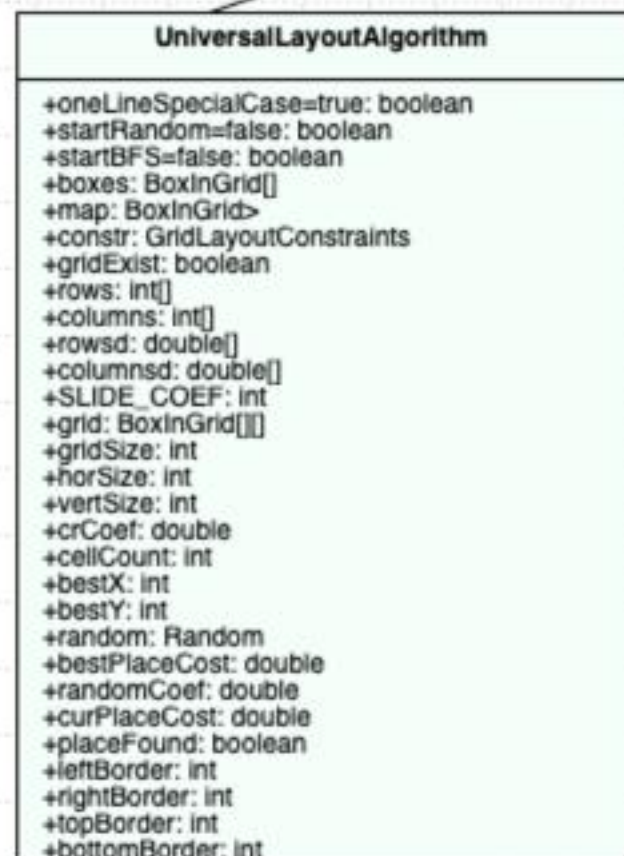 UniversalLayoutAlgorithm
+oneLineSpecialCase=true: boolean
+startRandom=false: boolean
+startBFS=false: boolean
+boxes: BoxInGrid[]
+map: BoxInGrid>
+constr: GridLayoutConstraints
+gridExist: boolean
+rows: int[]
+columns: int[]
+rowsd: double[]
+columnsd: double[]
+SLIDE_COEF: int
+grid: BoxInGrid[][]
+gridSize: int
+horSize: int
+vertSize: int
+crCoef: double
+cellCount: int
+bestX: int
+bestY: int
+random: Random
+bestPlaceCost: double
+randomCoef: double
+curPlaceCost: double
+placeFound: boolean
+leftBorder: int
+rightBorder: int
+topBorder: int
+bottomBorder: int